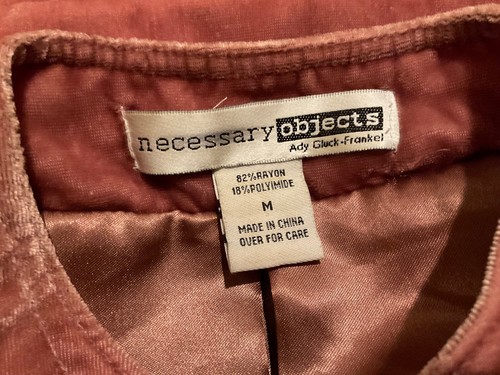 necessary objects
Ady Gluck-Frankel
82%RAYON
18%POLYIMIDE
M
MADE IN CHINA
OVER FOR CARE